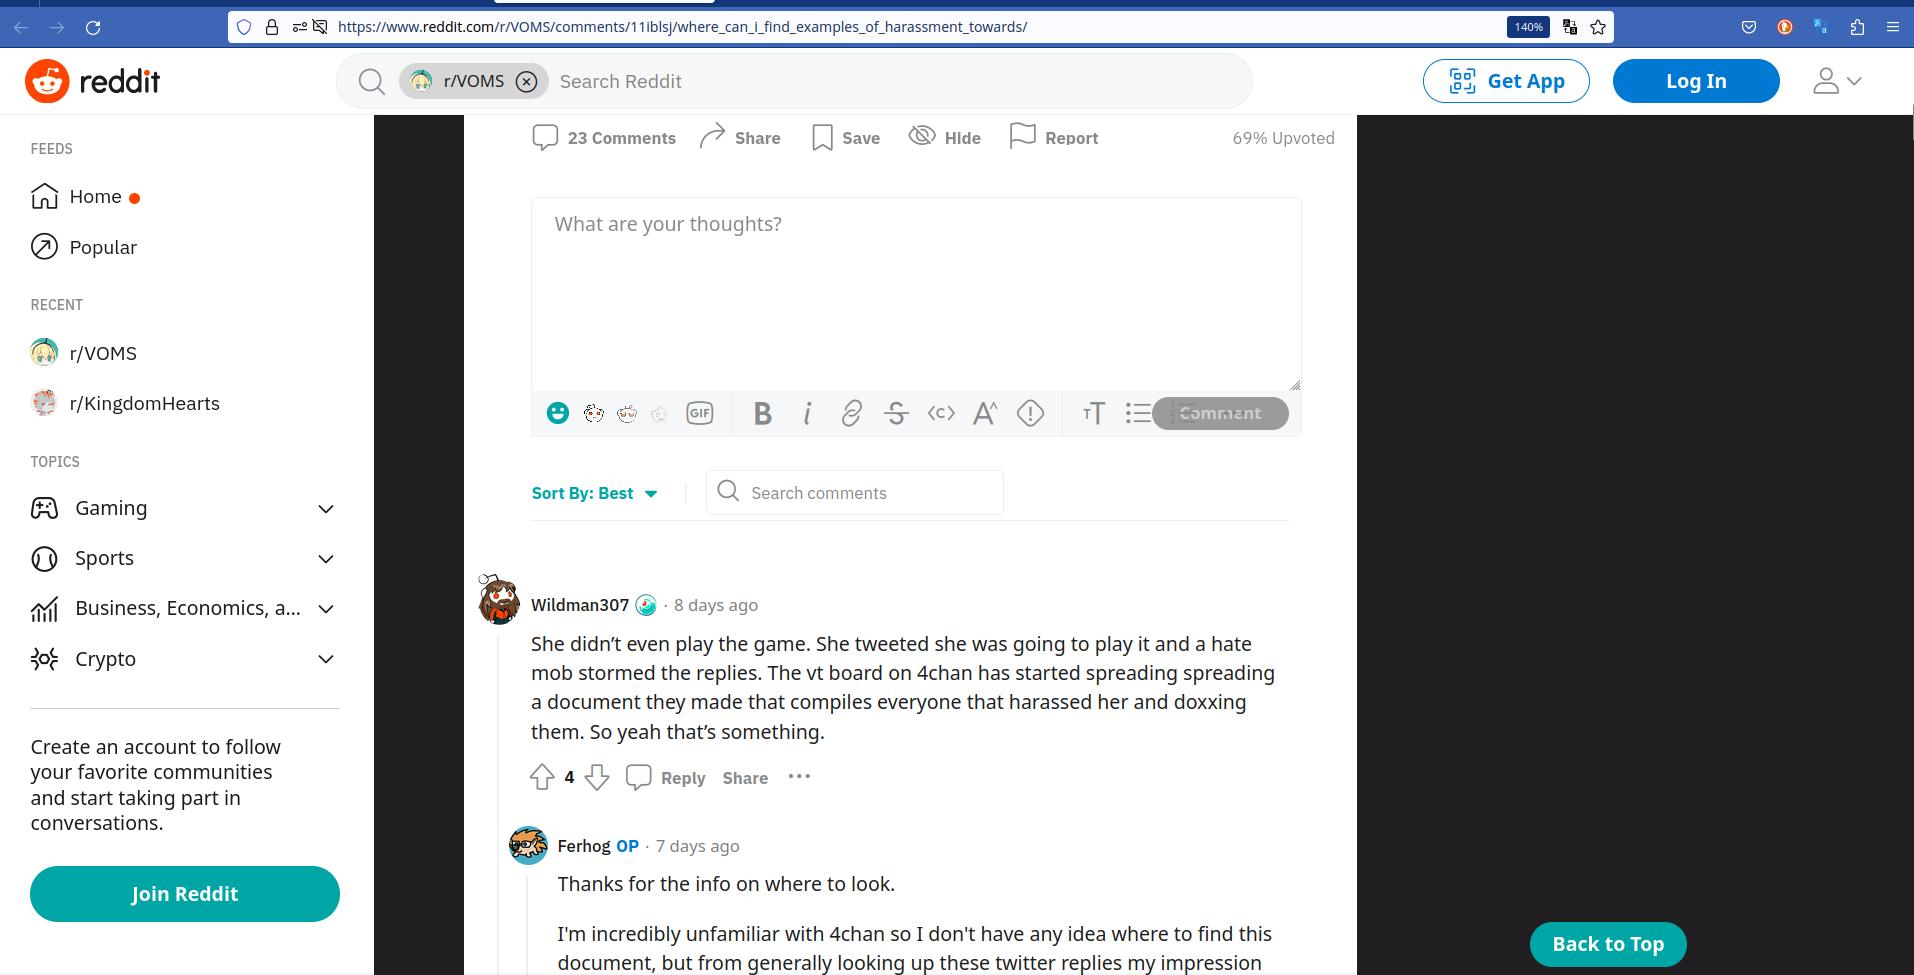 https://www.reddit.com/r/VOMS/comments/11iblsj/where_can_i_find_examples_of_harassment_towards/
140%
reddit
r/VOMS
Search Reddit
Get App
Log In
FEEDS
Home
Popular
RECENT
r/VOMS
r/KingdomHearts
TOPICS
Gaming
Sports
Business, Economics, a...
Crypto
Create an account to follow
your favorite communities
and start taking part in
conversations.
Join Reddit
23 Comments
Share
Save
Hide
Report
69% Upvoted
What are your thoughts?
GIF
B
i
S
<C>
A^
!
TT
Comment
Sort By: Best
Search comments
Wildman307 · 8 days ago
She didn’t even play the game. She tweeted she was going to play it and a hate
mob stormed the replies. The vt board on 4chan has started spreading spreading
a document they made that compiles everyone that harassed her and doxxing
them. So yeah that’s something.
4
Reply
Share
···
Ferhog OP · 7 days ago
Thanks for the info on where to look.
I'm incredibly unfamiliar with 4chan so I don't have any idea where to find this
document, but from generally looking up these twitter replies my impression
Back to Top